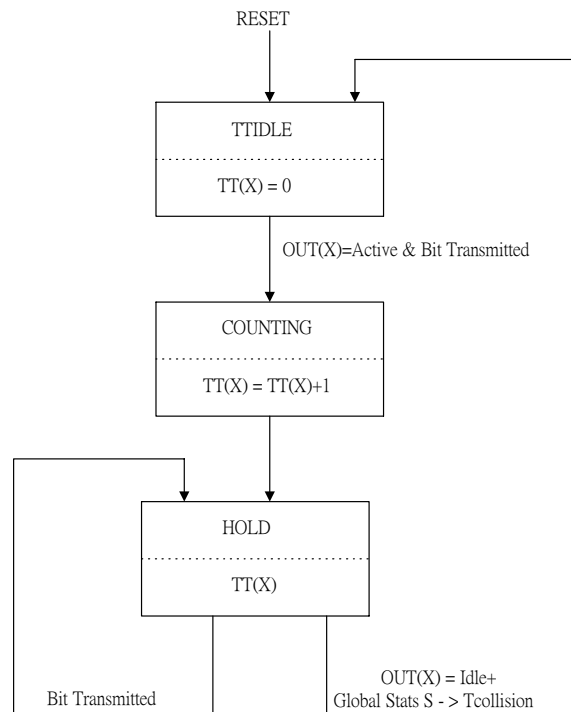 RESET
TTIDLE
TT(X) = 0
OUT(X)=Active & Bit Transmitted
COUNTING
TT(X) = TT(X)+1
HOLD
TT(X)
Bit Transmitted
OUT(X) = Idle+
Global Stats S - > Tcollision